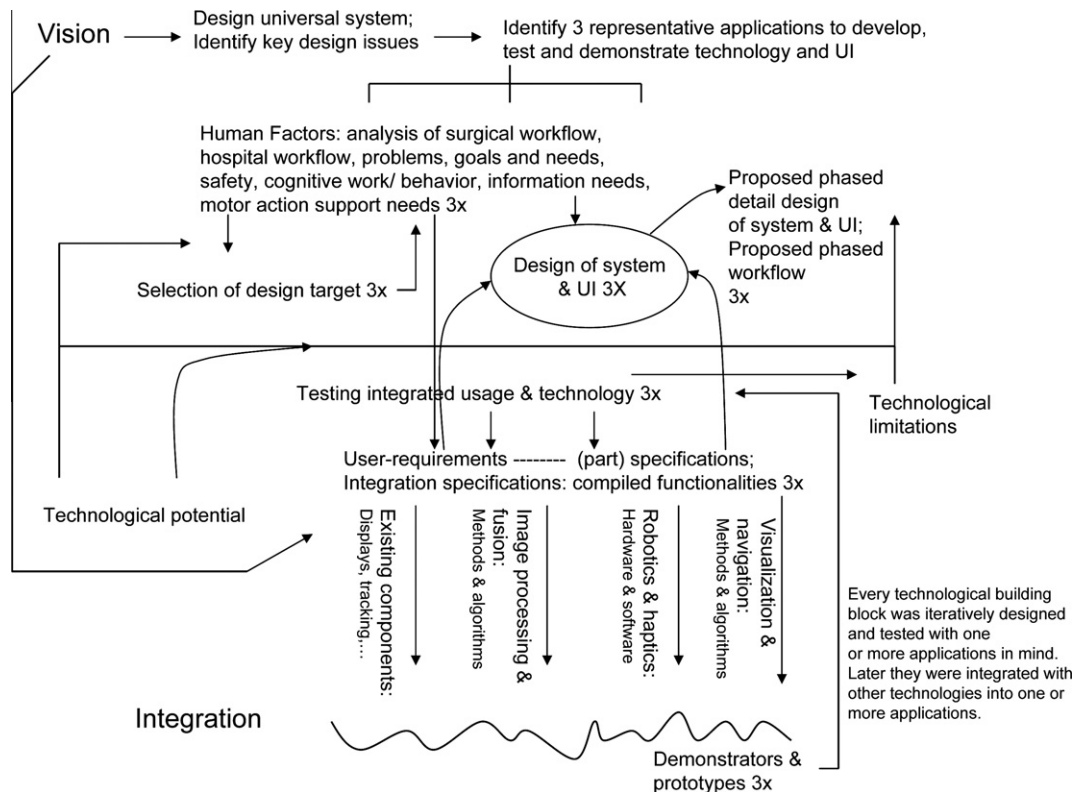 Vision
Design universal system;
Identify key design issues
Identify 3 representative applications to develop,
test and demonstrate technology and UI
Human Factors: analysis of surgical workflow,
hospital workflow, problems, goals and needs,
safety, cognitive work/ behavior, information needs,
motor action support needs 3x
Proposed phased
detail design
of system & UI;
Proposed phased
workflow
3x
Design of system
& UI 3X
Selection of design target 3x
Testing integrated usage & technology 3x
Technological
limitations
User-requirements -------- (part) specifications;
Integration specifications: compiled functionalities 3x
Technological potential
Existing components:
Displays, tracking,...
Image processing &
fusion:
Methods & algorithms
Robotics & haptics:
Hardware & software
Visualization &
navigation:
Methods & algorithms
Every technological building
block was iteratively designed
and tested with one
or more applications in mind.
Later they were integrated with
other technologies into one or
more applications.
Integration
Demonstrators &
prototypes 3x